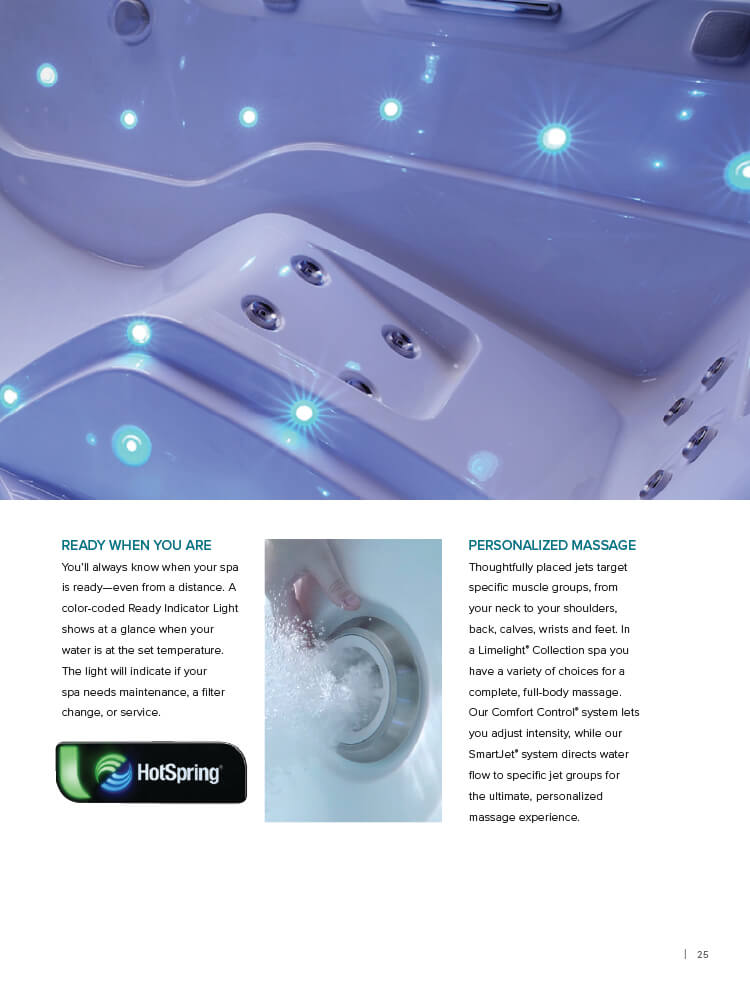 READY WHEN YOU ARE
You'll always know when your spa
is ready—even from a distance. A
color-coded Ready Indicator Light
shows at a glance when your
water is at the set temperature.
The light will indicate if your
spa needs maintenance, a filter
change, or service.
HotSpring®
PERSONALIZED MASSAGE
Thoughtfully placed jets target
specific muscle groups, from
your neck to your shoulders,
back, calves, wrists and feet. In
a Limelight® Collection spa you
have a variety of choices for a
complete, full-body massage.
Our Comfort Control® system lets
you adjust intensity, while our
SmartJet® system directs water
flow to specific jet groups for
the ultimate, personalized
massage experience.
| 25